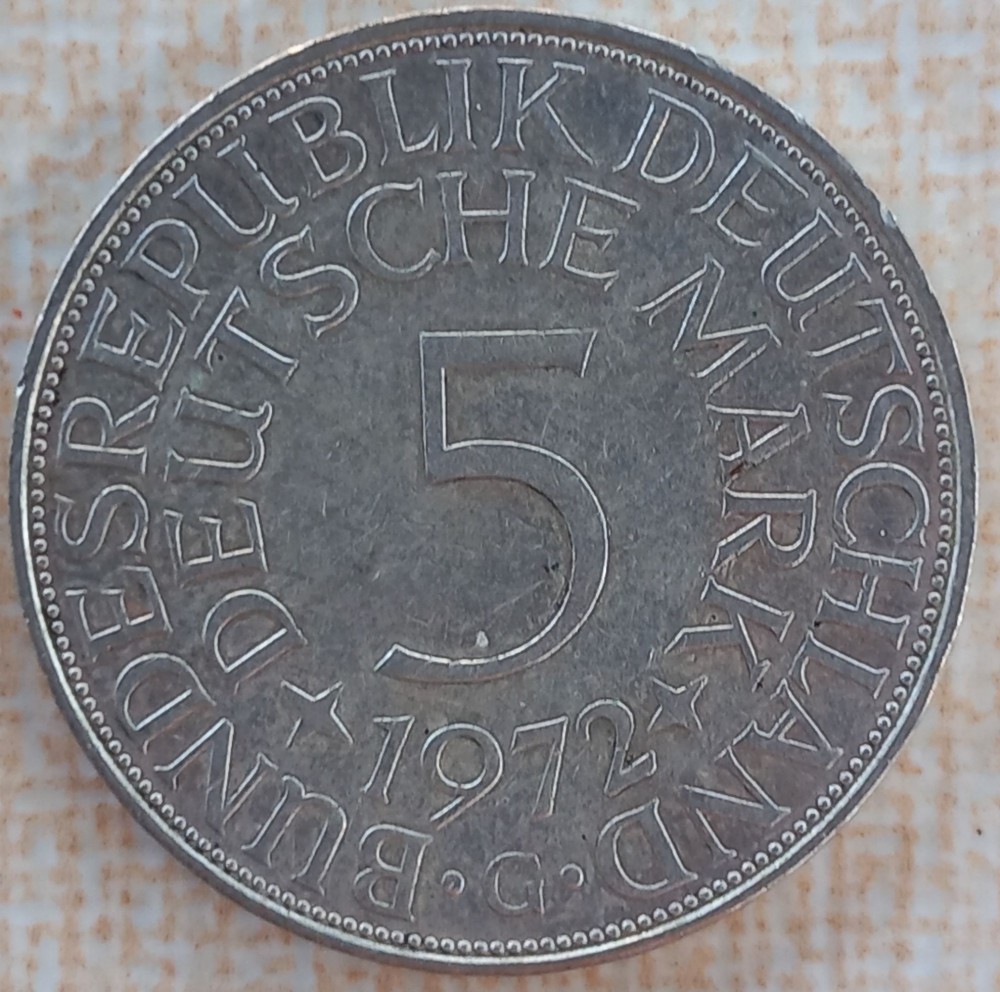 BUNDESREPUBLIK DEUTSCHLAND
DEUTSCHE MARK
5
1972
G